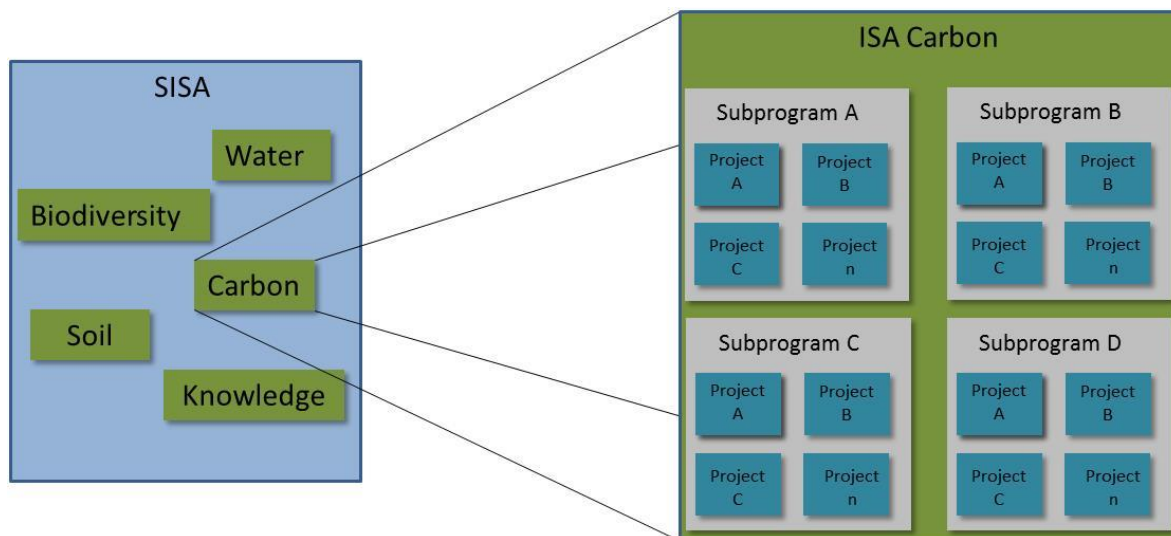 SISA
Water
Biodiversity
Carbon
Soil
Knowledge
ISA Carbon
Subprogram A
Project
A
Project
B
Project
C
Project
n
Subprogram B
Project
A
Project
B
Project
C
Project
n
Subprogram C
Project
A
Project
B
Project
C
Project
n
Subprogram D
Project
A
Project
B
Project
C
Project
n